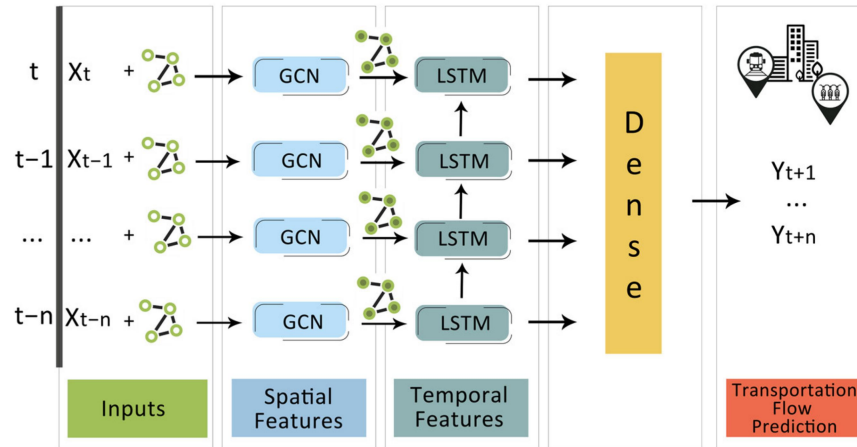 t Xt + GCN LSTM
t-1 Xt-1 + GCN LSTM
... ... + GCN LSTM
t-n Xt-n + GCN LSTM
Dense
Yt+1
...
Yt+n
Inputs
Spatial
Features
Temporal
Features
Transportation
Flow
Prediction